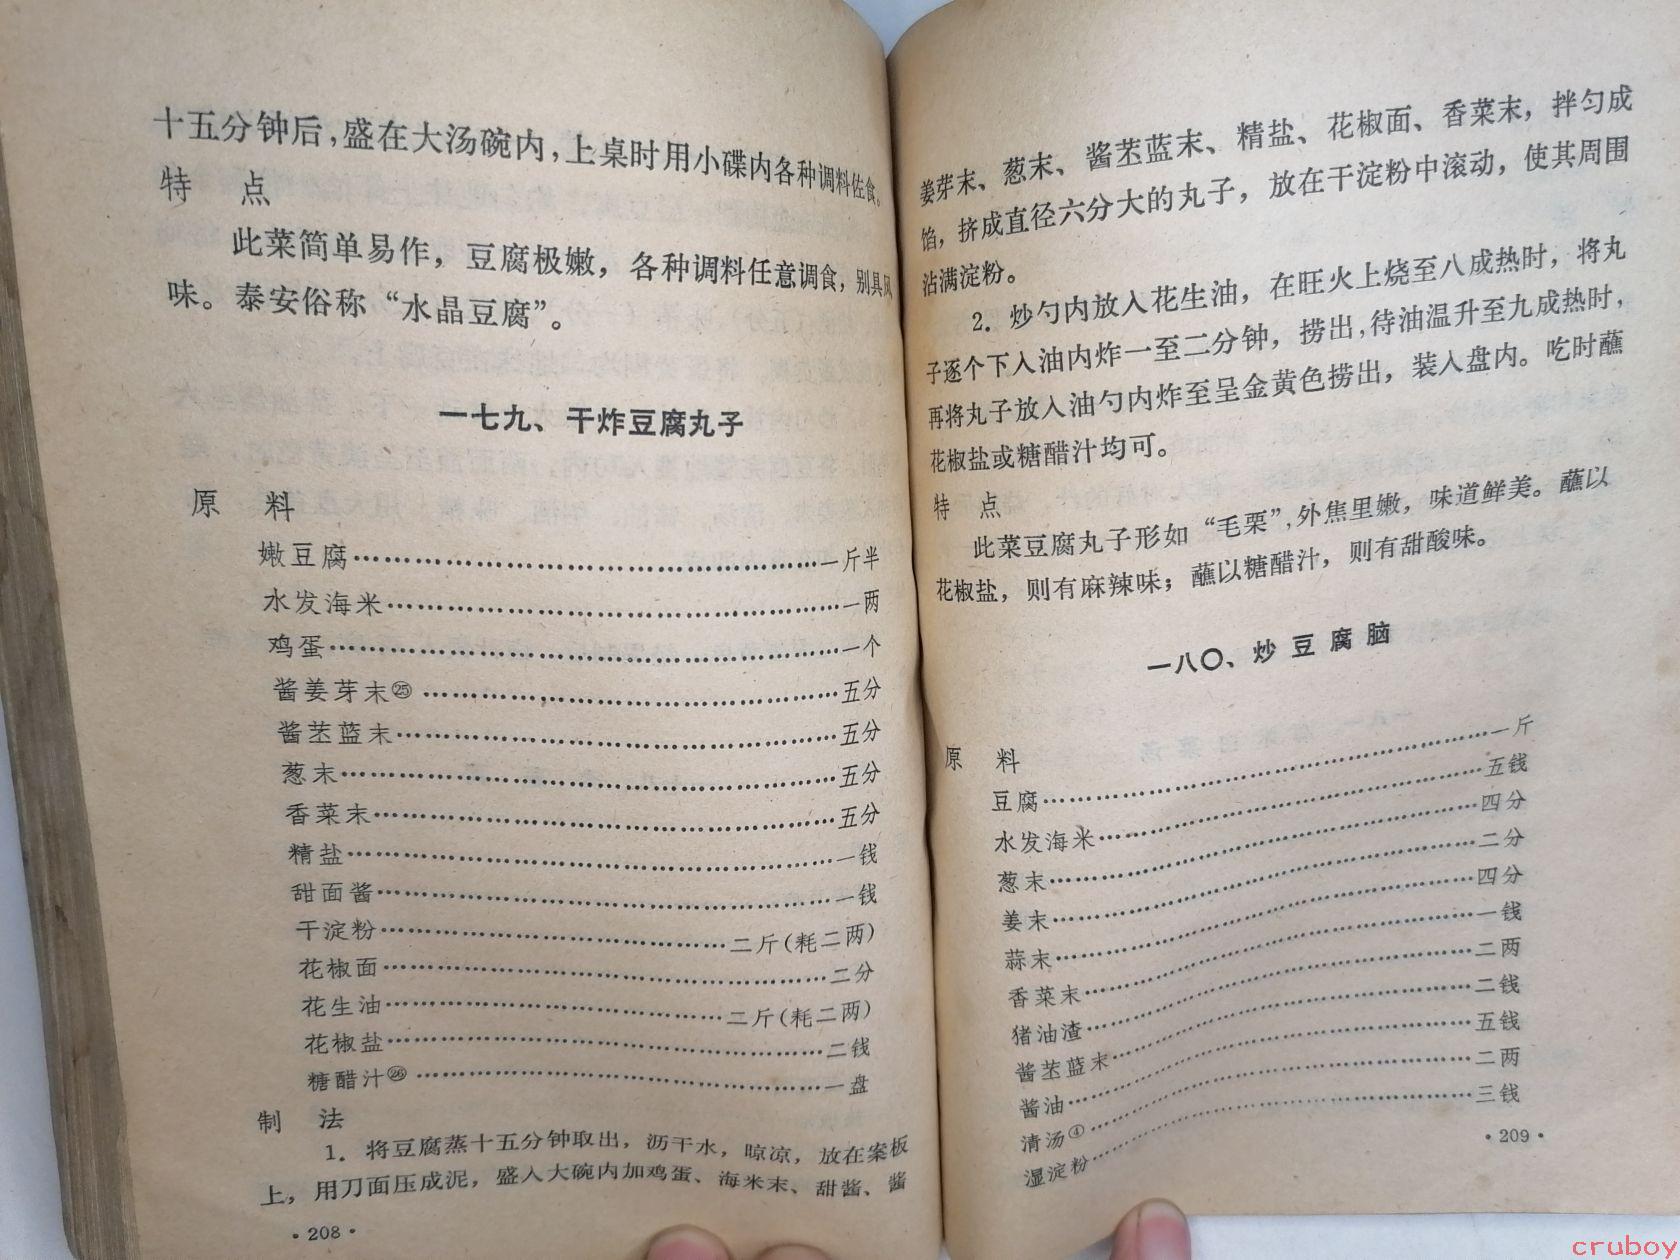 十五分钟后，盛在大汤碗内，上桌时用小碟内各种调料佐食。
特　点
此菜简单易作，豆腐极嫩，各种调料任意调食，别具风
味。泰安俗称“水晶豆腐”。
一七九、干炸豆腐丸子
原　料
嫩豆腐……………………………………一斤半
水发海米……………………………………一两
鸡蛋……………………………………一个
酱姜芽末㉕……………………………………五分
酱苤蓝末……………………………………五分
葱末……………………………………五分
香菜末……………………………………五分
精盐……………………………………一钱
甜面酱……………………………………一钱
干淀粉……………………………………二斤(耗二两)
花椒面……………………………………二分
花生油……………………………………二斤(耗二两)
花椒盐……………………………………二钱
糖醋汁㉖……………………………………一盘
制　法
1．将豆腐蒸十五分钟取出，沥干水，晾凉，放在案板
上，用刀面压成泥，盛入大碗内加鸡蛋、海米末、甜酱、酱
·208·
姜芽末、葱末、酱苤蓝末、精盐、花椒面、香菜末，拌匀成
馅，挤成直径六分大的丸子，放在干淀粉中滚动，使其周围
沾满淀粉。
2．炒勺内放入花生油，在旺火上烧至八成热时，将丸
子逐个下入油内炸一至二分钟，捞出，待油温升至九成热时，
再将丸子放入油勺内炸至呈金黄色捞出，装入盘内。吃时蘸
花椒盐或糖醋汁均可。
特　点
此菜豆腐丸子形如“毛栗”，外焦里嫩，味道鲜美。蘸以
花椒盐，则有麻辣味；蘸以糖醋汁，则有甜酸味。
一八〇、炒豆腐脑
原　料
豆腐……………………………………一斤
水发海米……………………………………五钱
葱末……………………………………四分
姜末……………………………………二分
蒜末……………………………………四分
香菜末……………………………………一钱
猪油渣……………………………………二两
酱苤蓝末……………………………………二钱
酱油……………………………………五钱
清汤④……………………………………二两
湿淀粉……………………………………三钱
·209·
cruboy